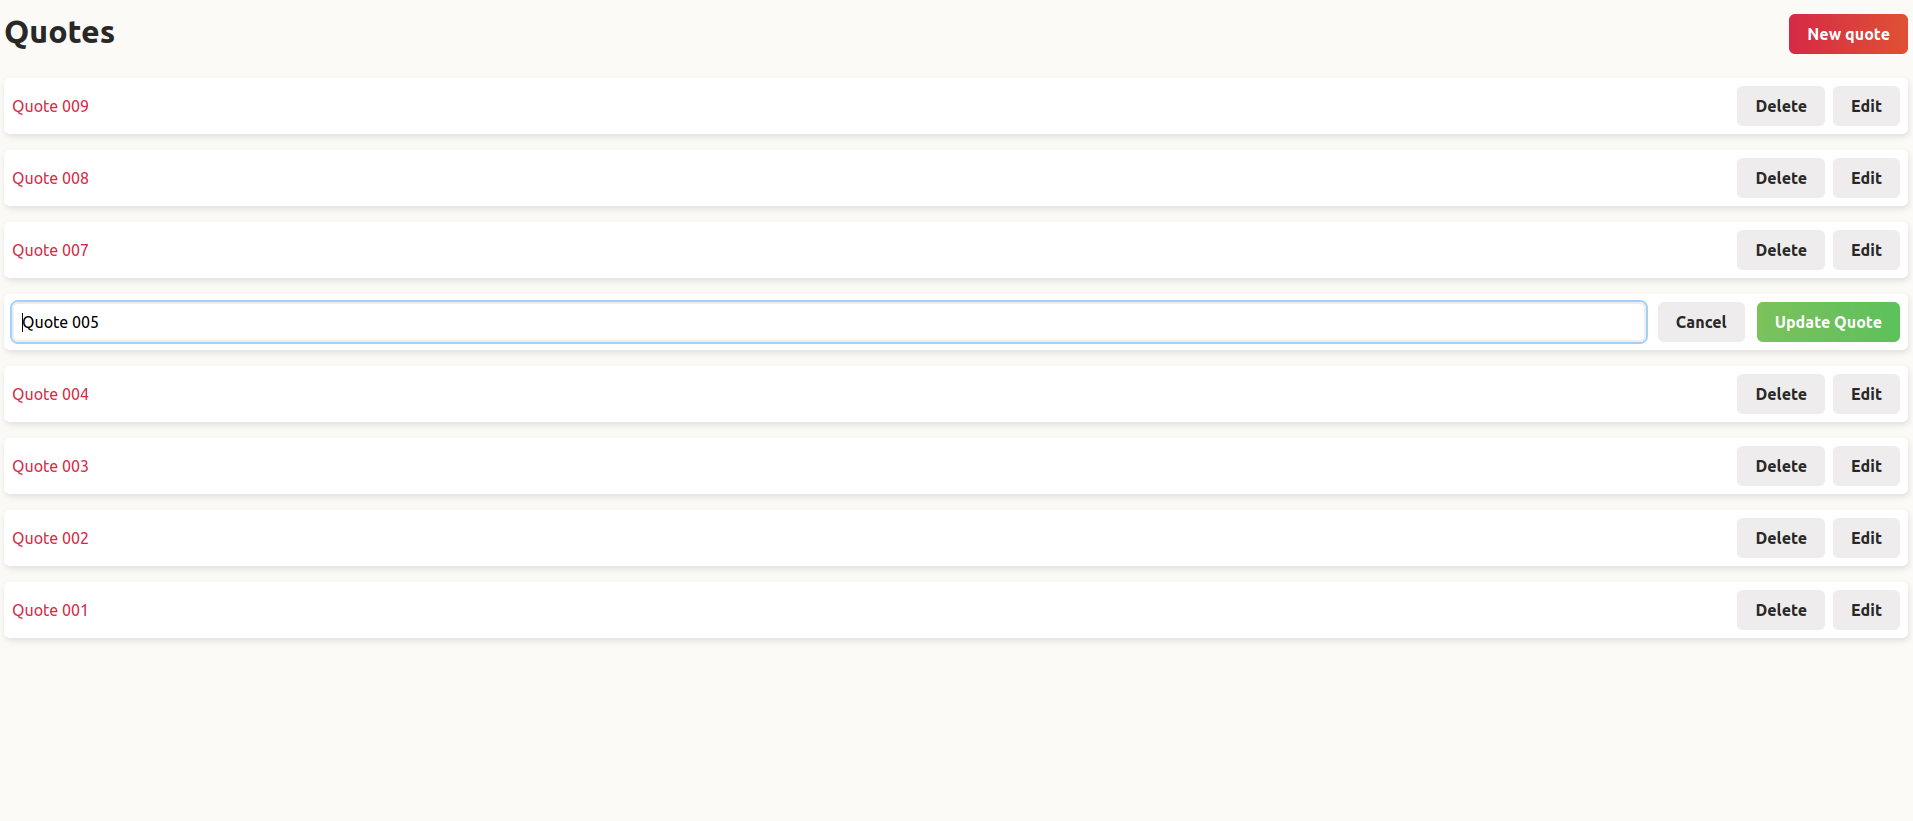 Quotes New quote
Quote 009 Delete Edit
Quote 008 Delete Edit
Quote 007 Delete Edit
Quote 005 Cancel Update Quote
Quote 004 Delete Edit
Quote 003 Delete Edit
Quote 002 Delete Edit
Quote 001 Delete Edit